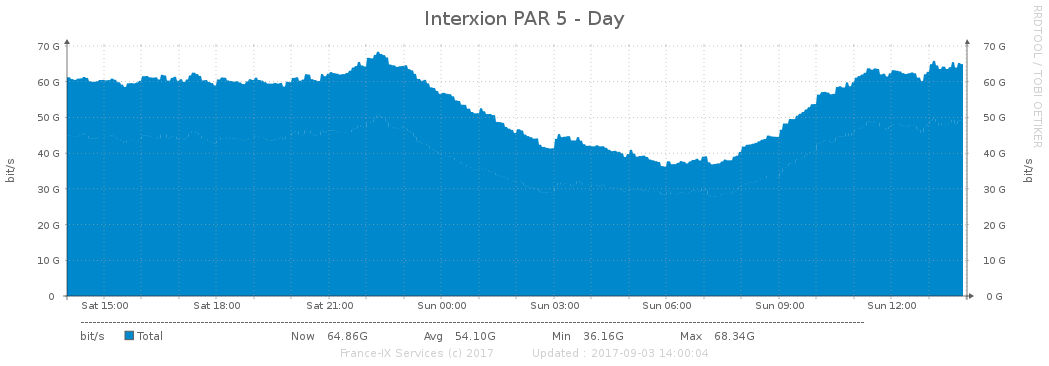 Interxion PAR 5 - Day
RRDTOOL / TOBI OETIKER
70 G 70 G
60 G 60 G
50 G 50 G
40 G 40 G
30 G 30 G
20 G 20 G
10 G 10 G
0 0 G
bit/s
bit/s
Sat 15:00 Sat 18:00 Sat 21:00 Sun 00:00 Sun 03:00 Sun 06:00 Sun 09:00 Sun 12:00
bit/s Total Now 64.86G Avg 54.10G Min 36.16G Max 68.34G
France-IX Services (c) 2017 Updated : 2017-09-03 14:00:04